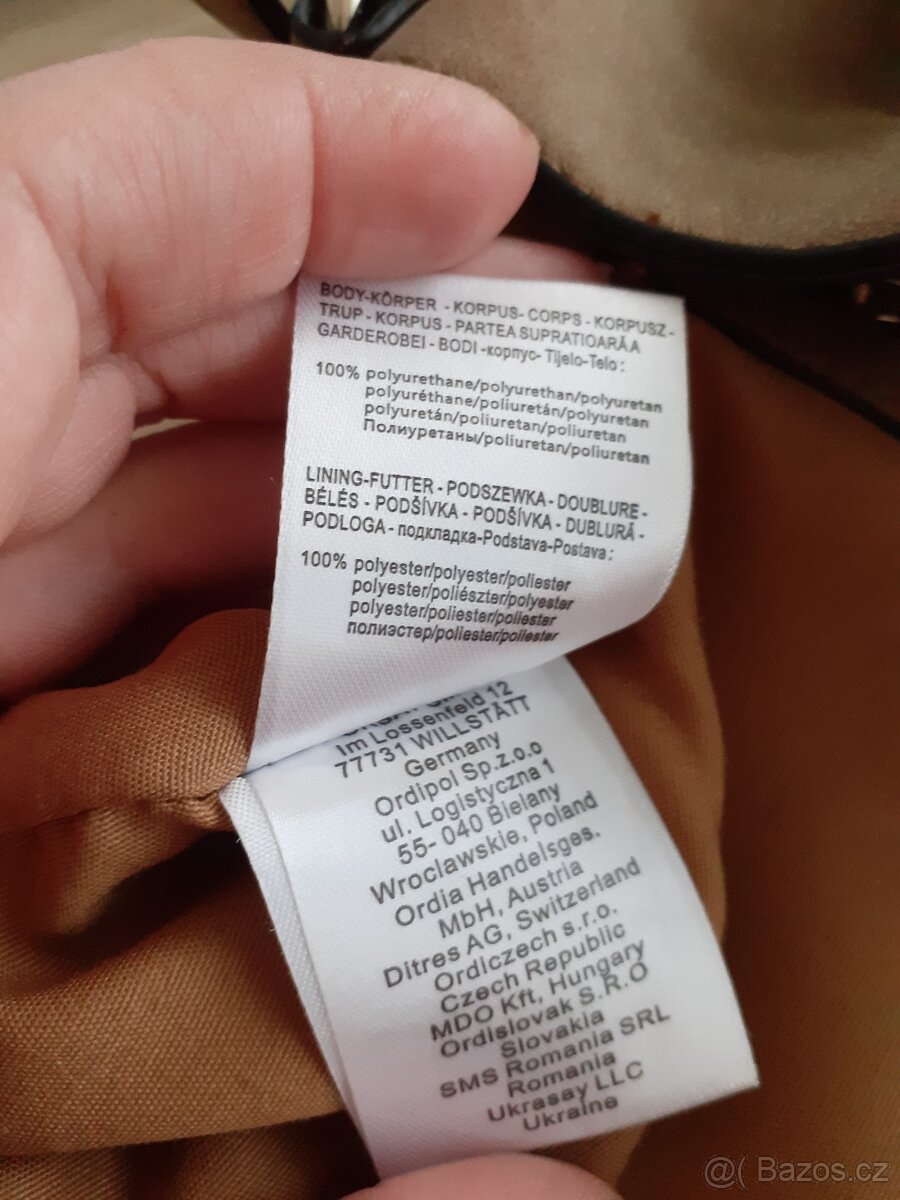 BODY-KÖRPER - KORPUS- CORPS - KORPUSZ -
TRUP - KORPUS - PARTEA SUPRATIOARĂ A
GARDEROBEI - BODI -корпус- Tijelo-Telo :
100% polyurethane/polyurethan/polyuretan
polyuréthane/poliuretán/polyuretan
polyuretán/poliuretan/poliuretan
Полиуретаны/poliuretan/poliuretan
LINING-FUTTER - PODSZEWKA - DOUBLURE -
BÉLÉS - PODŠÍVKA - PODŠÍVKA - DUBLURĂ -
PODLOGA - подкладка-Podstava-Postava :
100% polyester/polyester/poliester
polyester/poliészter/polyester
polyester/poliester/poliester
полиэстер/poliester/poliester
Im Lossenfeld 12
77731 WILLSTÄTT
Germany
Ordipol Sp.z.o.o
ul. Logistyczna 1
55- 040 Bielany
Wroclawskie, Poland
Ordia Handelsges.
MbH, Austria
Ditres AG, Switzerland
Ordiczech s.r.o.
Czech Republic
MDO Kft, Hungary
Ordislovak S.R.O
Slovakia
SMS Romania SRL
Romania
Ukrasay LLC
Ukraine
@( Bazos.cz